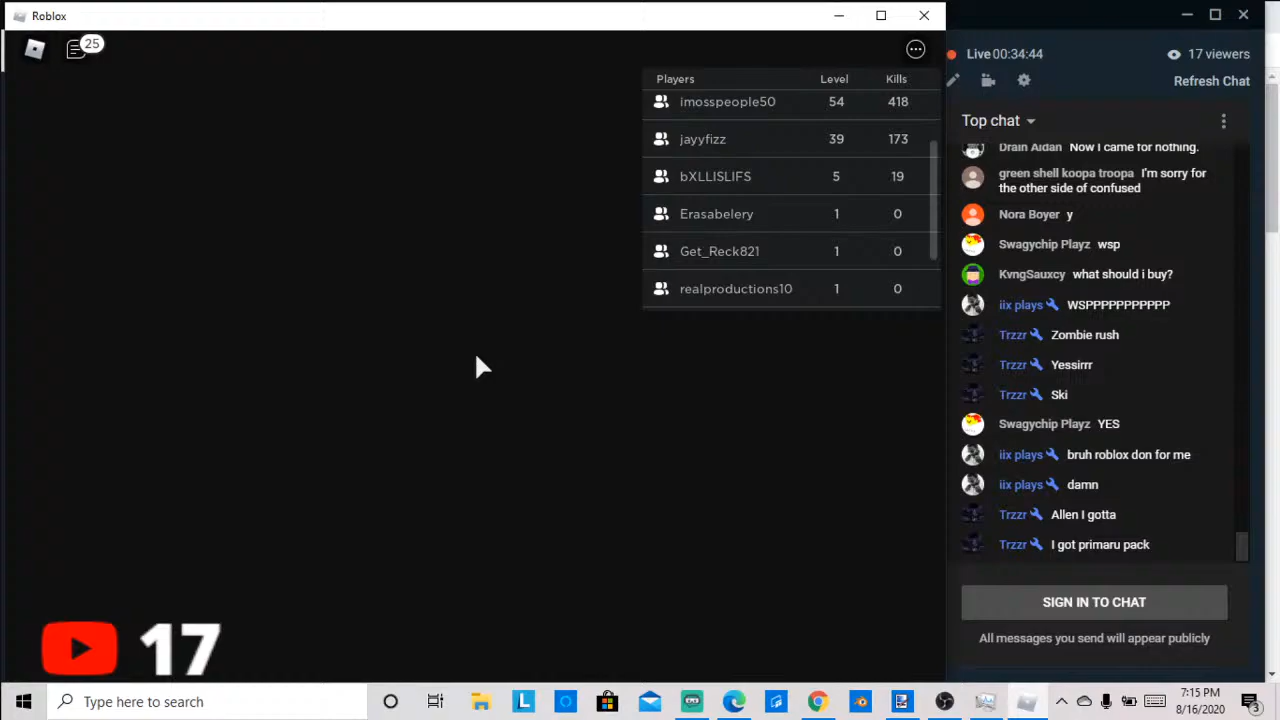 Roblox
25
Players Level Kills
imosspeople50 54 418
jayyfizz 39 173
bXLLISLIFS 5 19
Erasabelery 1 0
Get_Reck821 1 0
realproductions10 1 0
17
Live 00:34:44 17 viewers
Refresh Chat
Top chat
Drain Aidan Now I came for nothing.
green shell koopa troopa I'm sorry for
the other side of confused
Nora Boyer y
Swagychip Playz wsp
KvngSauxcy what should i buy?
iix plays WSPPPPPPPPPPP
Trzzr Zombie rush
Trzzr Yessirrr
Trzzr Ski
Swagychip Playz YES
iix plays bruh roblox don for me
iix plays damn
Trzzr Allen I gotta
Trzzr I got primaru pack
SIGN IN TO CHAT
All messages you send will appear publicly
Type here to search
L
7:15 PM
8/16/2020
3